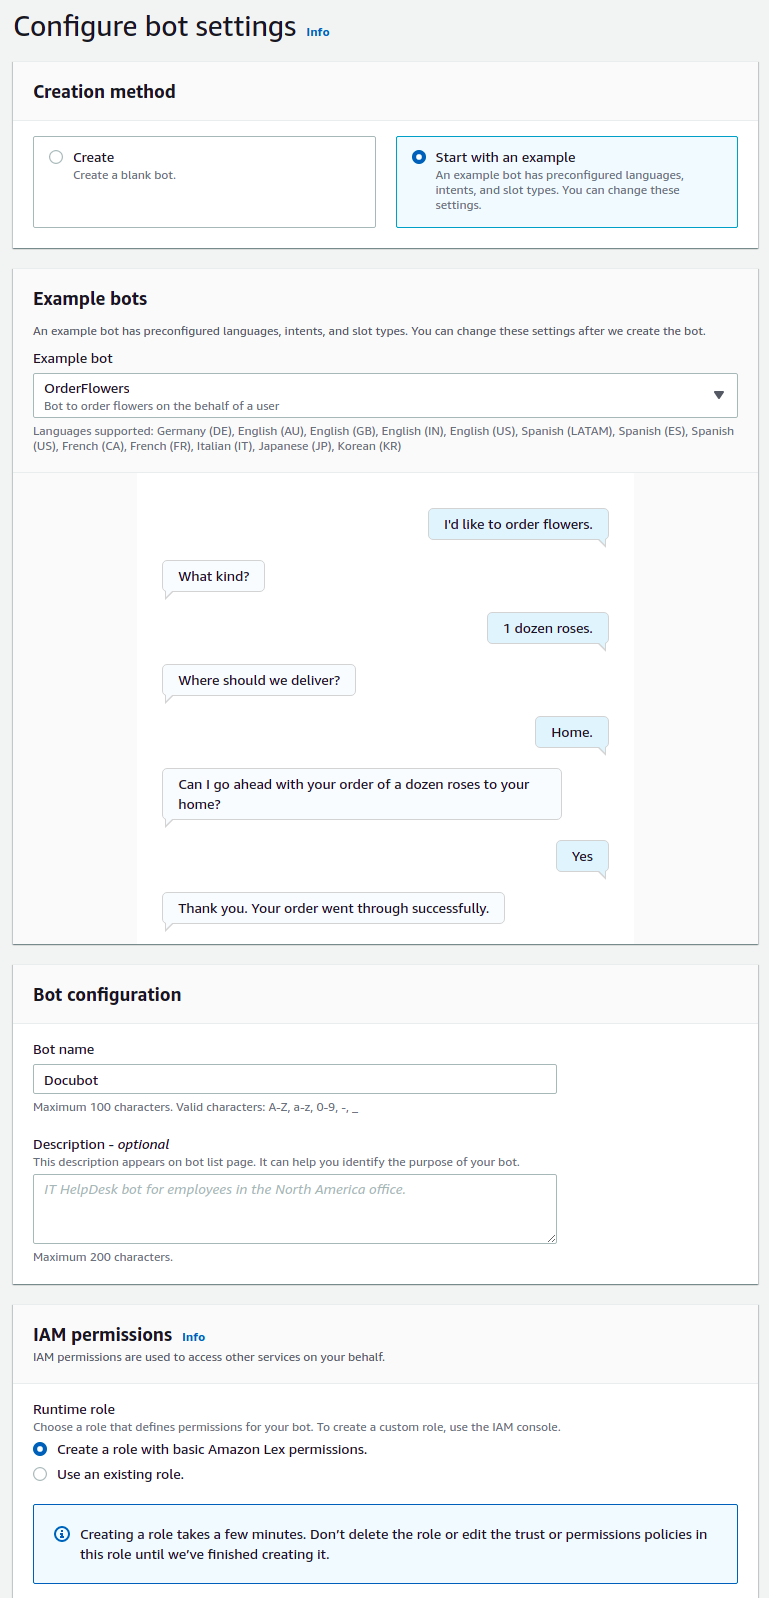 Configure bot settings Info
Creation method
Create
Create a blank bot.
Start with an example
An example bot has preconfigured languages,
intents, and slot types. You can change these
settings.
Example bots
An example bot has preconfigured languages, intents, and slot types. You can change these settings after we create the bot.
Example bot
OrderFlowers
Bot to order flowers on the behalf of a user
Languages supported: Germany (DE), English (AU), English (GB), English (IN), English (US), Spanish (LATAM), Spanish (ES), Spanish
(US), French (CA), French (FR), Italian (IT), Japanese (JP), Korean (KR)
I'd like to order flowers.
What kind?
1 dozen roses.
Where should we deliver?
Home.
Can I go ahead with your order of a dozen roses to your
home?
Yes
Thank you. Your order went through successfully.
Bot configuration
Bot name
Docubot
Maximum 100 characters. Valid characters: A-Z, a-z, 0-9, -, _
Description - optional
This description appears on bot list page. It can help you identify the purpose of your bot.
IT HelpDesk bot for employees in the North America office.
Maximum 200 characters.
IAM permissions Info
IAM permissions are used to access other services on your behalf.
Runtime role
Choose a role that defines permissions for your bot. To create a custom role, use the IAM console.
Create a role with basic Amazon Lex permissions.
Use an existing role.
Creating a role takes a few minutes. Don’t delete the role or edit the trust or permissions policies in
this role until we’ve finished creating it.